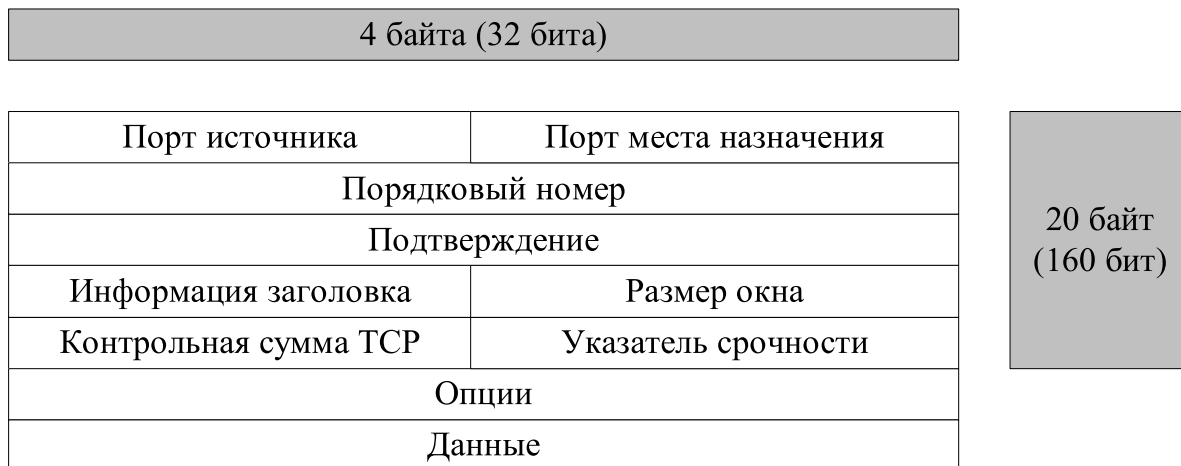 4 байта (32 бита)
Порт источника
Порт места назначения
Порядковый номер
Подтверждение
Информация заголовка
Размер окна
Контрольная сумма TCP
Указатель срочности
Опции
Данные
20 байт
(160 бит)